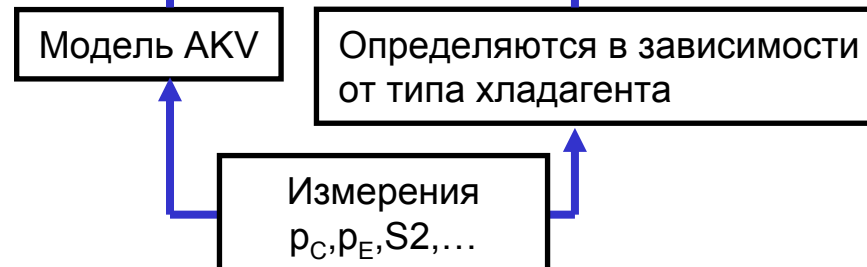 Модель AKV
Определяются в зависимости
от типа хладагента
Измерения
pC,pE,S2,…